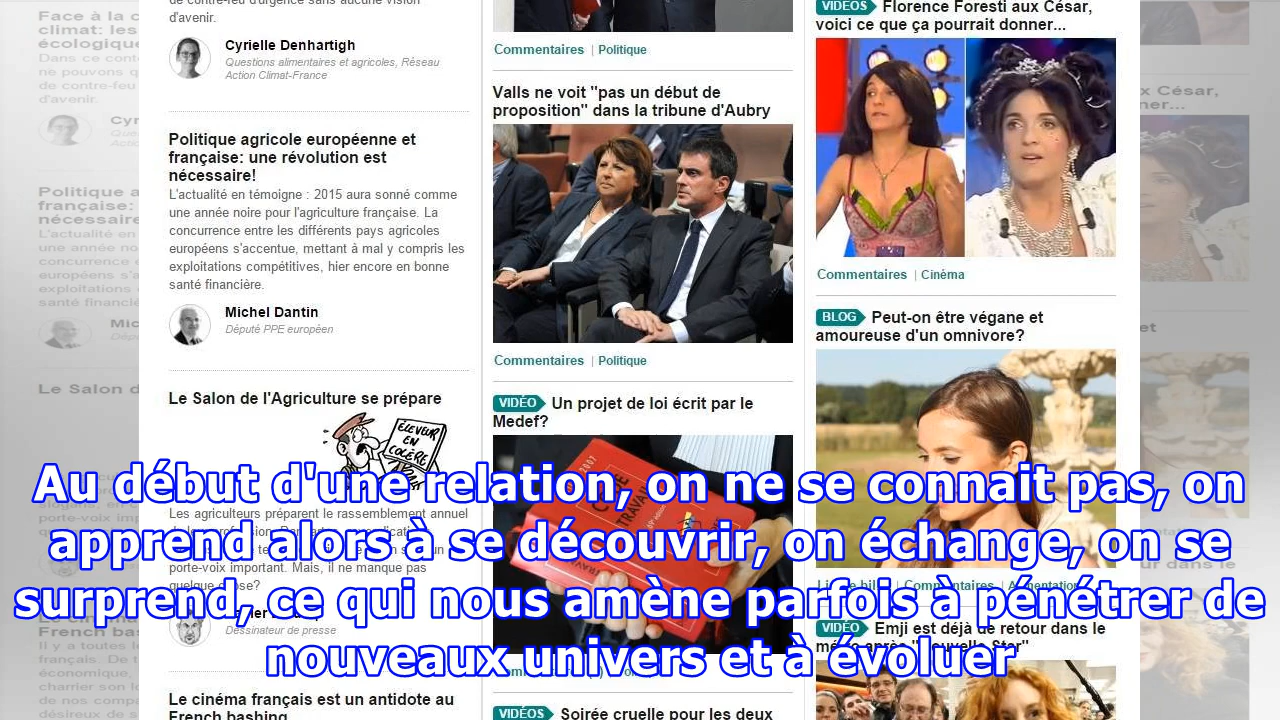 de contre-feu d'urgence sans aucune vision
d'avenir.
Cyrielle Denhartigh
Questions alimentaires et agricoles, Réseau
Action Climat-France
Politique agricole européenne et
française: une révolution est
nécessaire!
L'actualité en témoigne : 2015 aura sonné comme
une année noire pour l'agriculture française. La
concurrence entre les différents pays agricoles
européens s'accentue, mettant à mal y compris les
exploitations compétitives, hier encore en bonne
santé financière.
Michel Dantin
Député PPE européen
Le Salon de l'Agriculture se prépare
ÉLEVEUR
EN
COLÈRE
Les agriculteurs préparent le rassemblement annuel
porte-voix important. Mais, il ne manque pas
quelque chose?
Dessinateur de presse
Le cinéma français est un antidote au
French bashing
Commentaires | Politique
Valls ne voit "pas un début de
proposition" dans la tribune d'Aubry
Commentaires | Politique
VIDÉO Un projet de loi écrit par le
Medef?
2007
TRAVAIL
VIDÉOS Soirée cruelle pour les deux
VIDÉOS Florence Foresti aux César,
voici ce que ça pourrait donner...
Commentaires | Cinéma
BLOG Peut-on être végane et
amoureuse d'un omnivore?
Commentaires
VIDÉO Emji est déjà de retour dans le
métro après "Nouvelle Star"
Au début d'une relation, on ne se connait pas, on
apprend alors à se découvrir, on échange, on se
surprend, ce qui nous amène parfois à pénétrer de
nouveaux univers et à évoluer